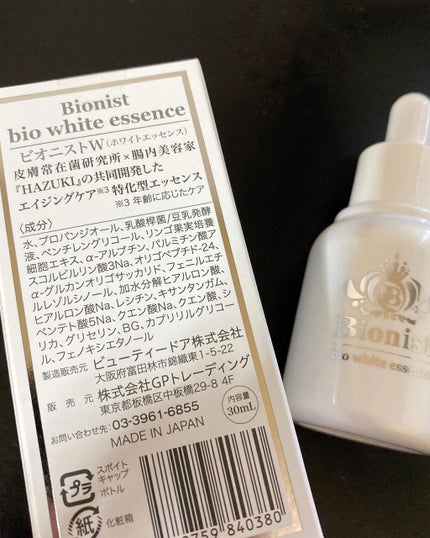 Bionist
bio white essence
ビオニストW(ホワイトエッセンス)
皮膚常在菌研究所×腸内美容家
『HAZUKI』の共同開発した
エイジングケア※3 特化型エッセンス
※3 年齢に応じたケア
〈成分〉
水、プロパンジオール、乳酸桿菌/豆乳発酵
液、ペンチレングリコール、リンゴ果実培養
細胞エキス、α-アルブチン、パルミチン酸ア
スコルビルリン酸3Na、オリゴペプチド-24、
α-グルカンオリゴサッカリド、フェニルエチ
ルレゾルシノール、加水分解ヒアルロン酸、
ヒアルロン酸Na、レシチン、キサンタンガム、
ペンテト酸5Na、クエン酸Na、クエン酸、シ
リカ、グリセリン、BG、カプリリルグリコー
ル、フェノキシエタノール
製造販売元 ビューティードア株式会社
大阪府富田林市錦織東1-5-22
販売元 株式会社GPトレーディング
東京都板橋区中板橋29-8 4F
お問い合わせ先:03-3961-6855
MADE IN JAPAN
内容量
30mL
プラ
スポイト
キャップ
ボトル
紙
化粧箱
759 840380
B
Bionist
bio white essence